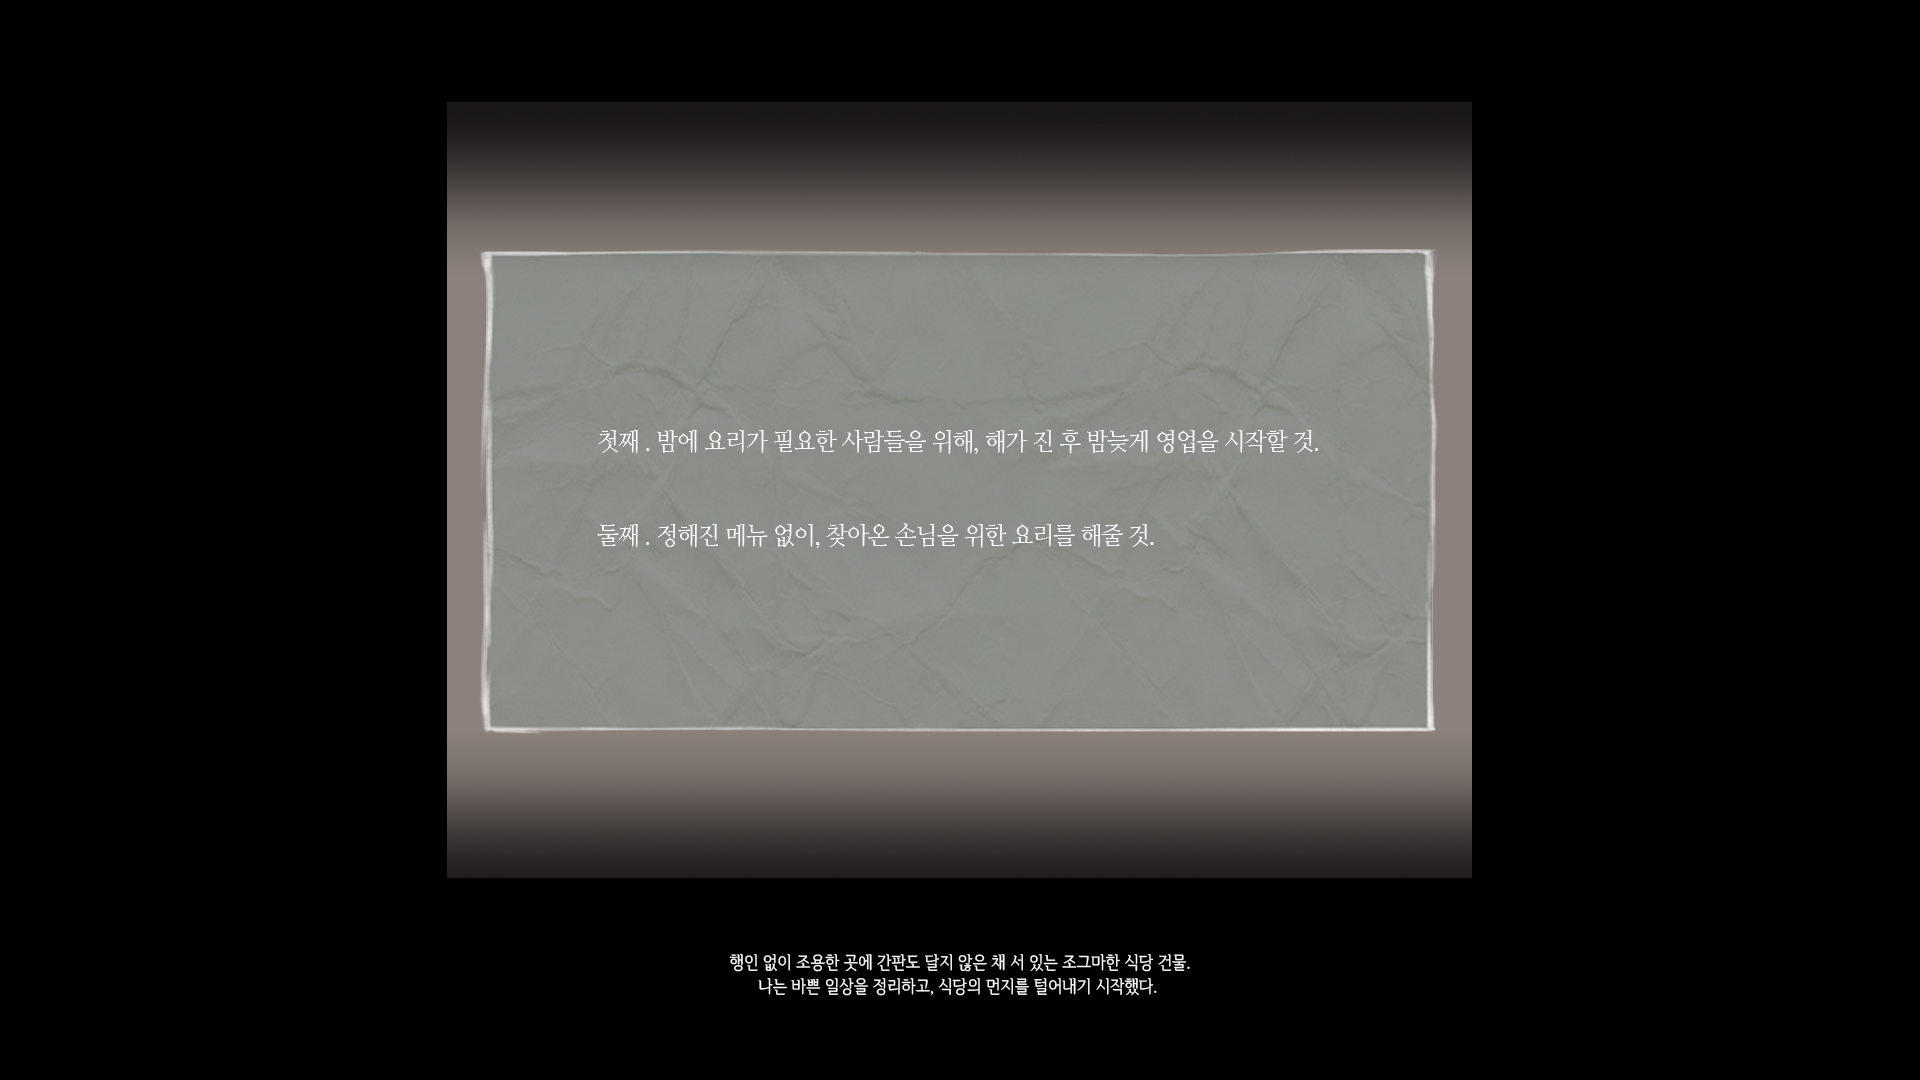 첫째 . 밤에 요리가 필요한 사람들을 위해, 해가 진 후 밤늦게 영업을 시작할 것.
둘째 . 정해진 메뉴 없이, 찾아온 손님을 위한 요리를 해줄 것.
행인 없이 조용한 곳에 간판도 달지 않은 채 서 있는 조그마한 식당 건물.
나는 바쁜 일상을 정리하고, 식당의 먼지를 털어내기 시작했다.